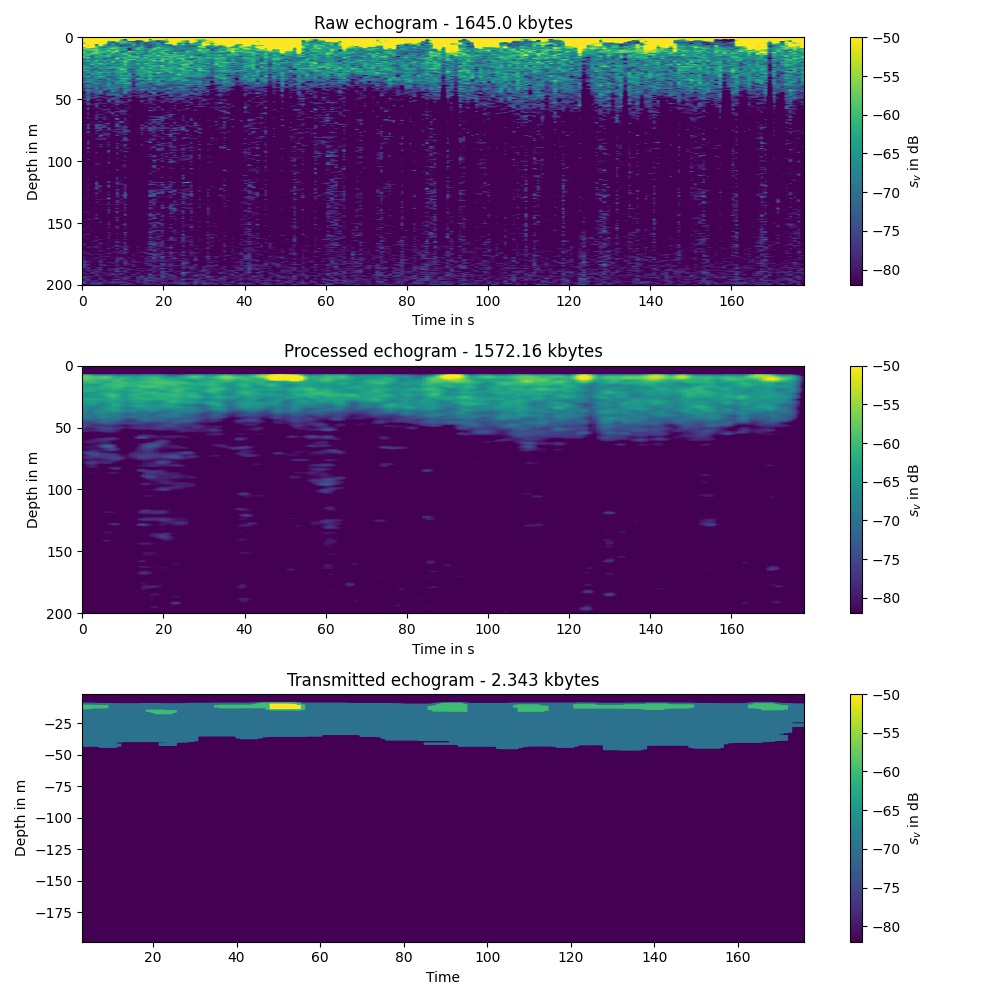 Raw echogram - 1645.0 kbytes
0
50
100
150
200
Depth in m
0 20 40 60 80 100 120 140 160
Time in s
−50
−55
−60
−65
−70
−75
−80
sv in dB
Processed echogram - 1572.16 kbytes
0
50
100
150
200
Depth in m
0 20 40 60 80 100 120 140 160
Time in s
−50
−55
−60
−65
−70
−75
−80
sv in dB
Transmitted echogram - 2.343 kbytes
−25
−50
−75
−100
−125
−150
−175
Depth in m
20 40 60 80 100 120 140 160
Time
−50
−55
−60
−65
−70
−75
−80
sv in dB